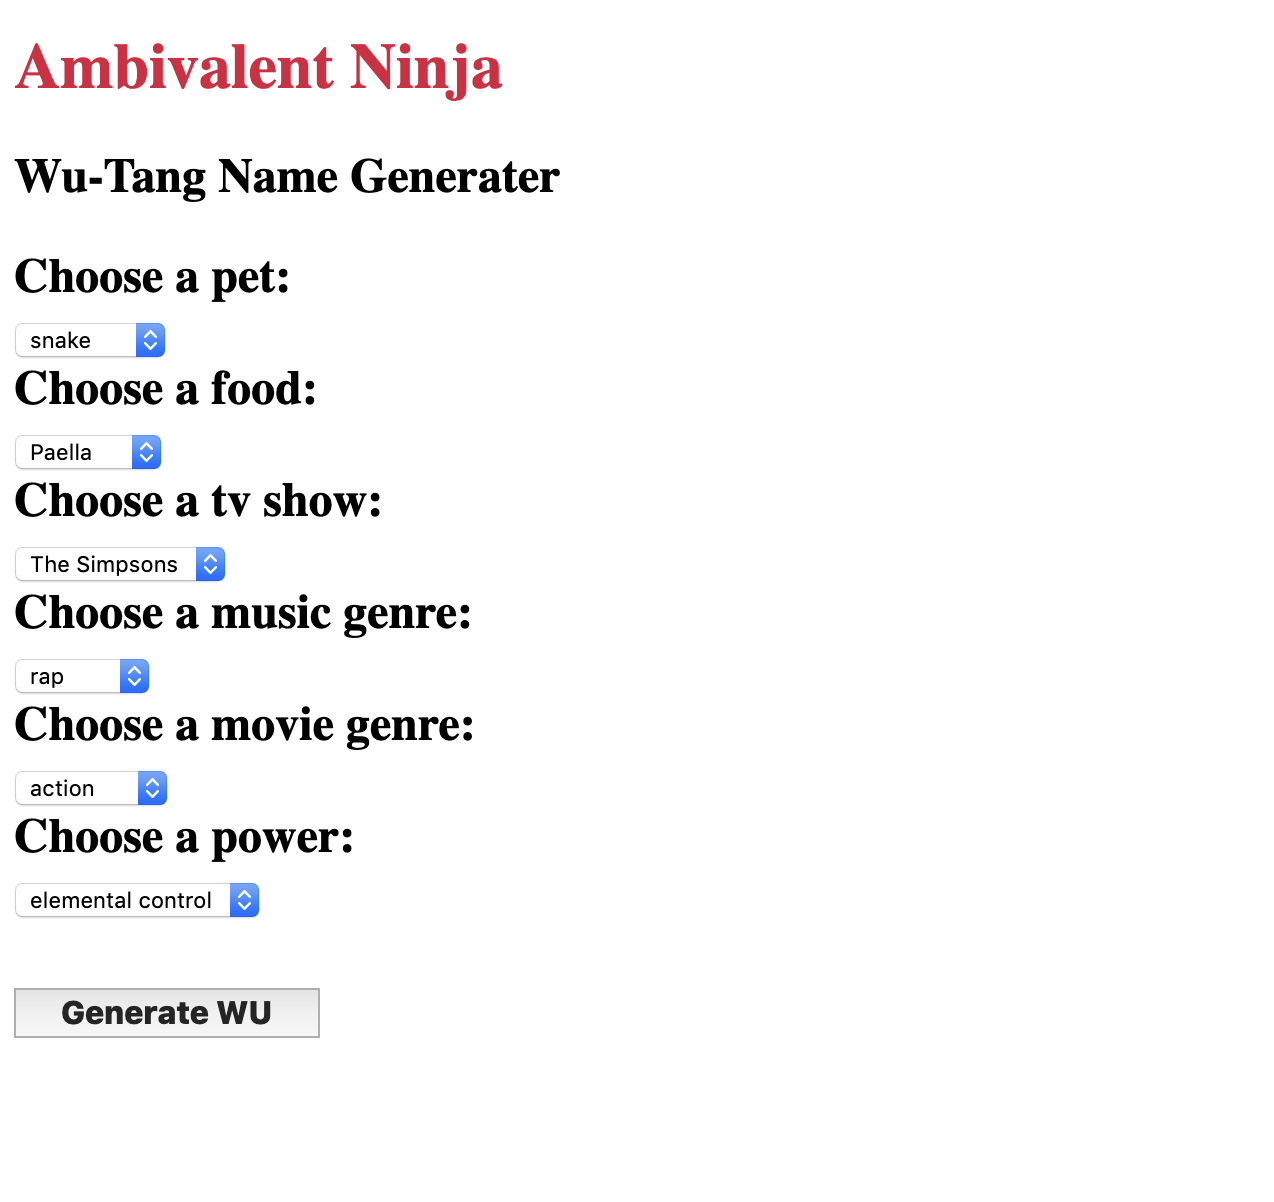 Ambivalent Ninja
Wu-Tang Name Generater
Choose a pet:
snake
Choose a food:
Paella
Choose a tv show:
The Simpsons
Choose a music genre:
rap
Choose a movie genre:
action
Choose a power:
elemental control
Generate WU